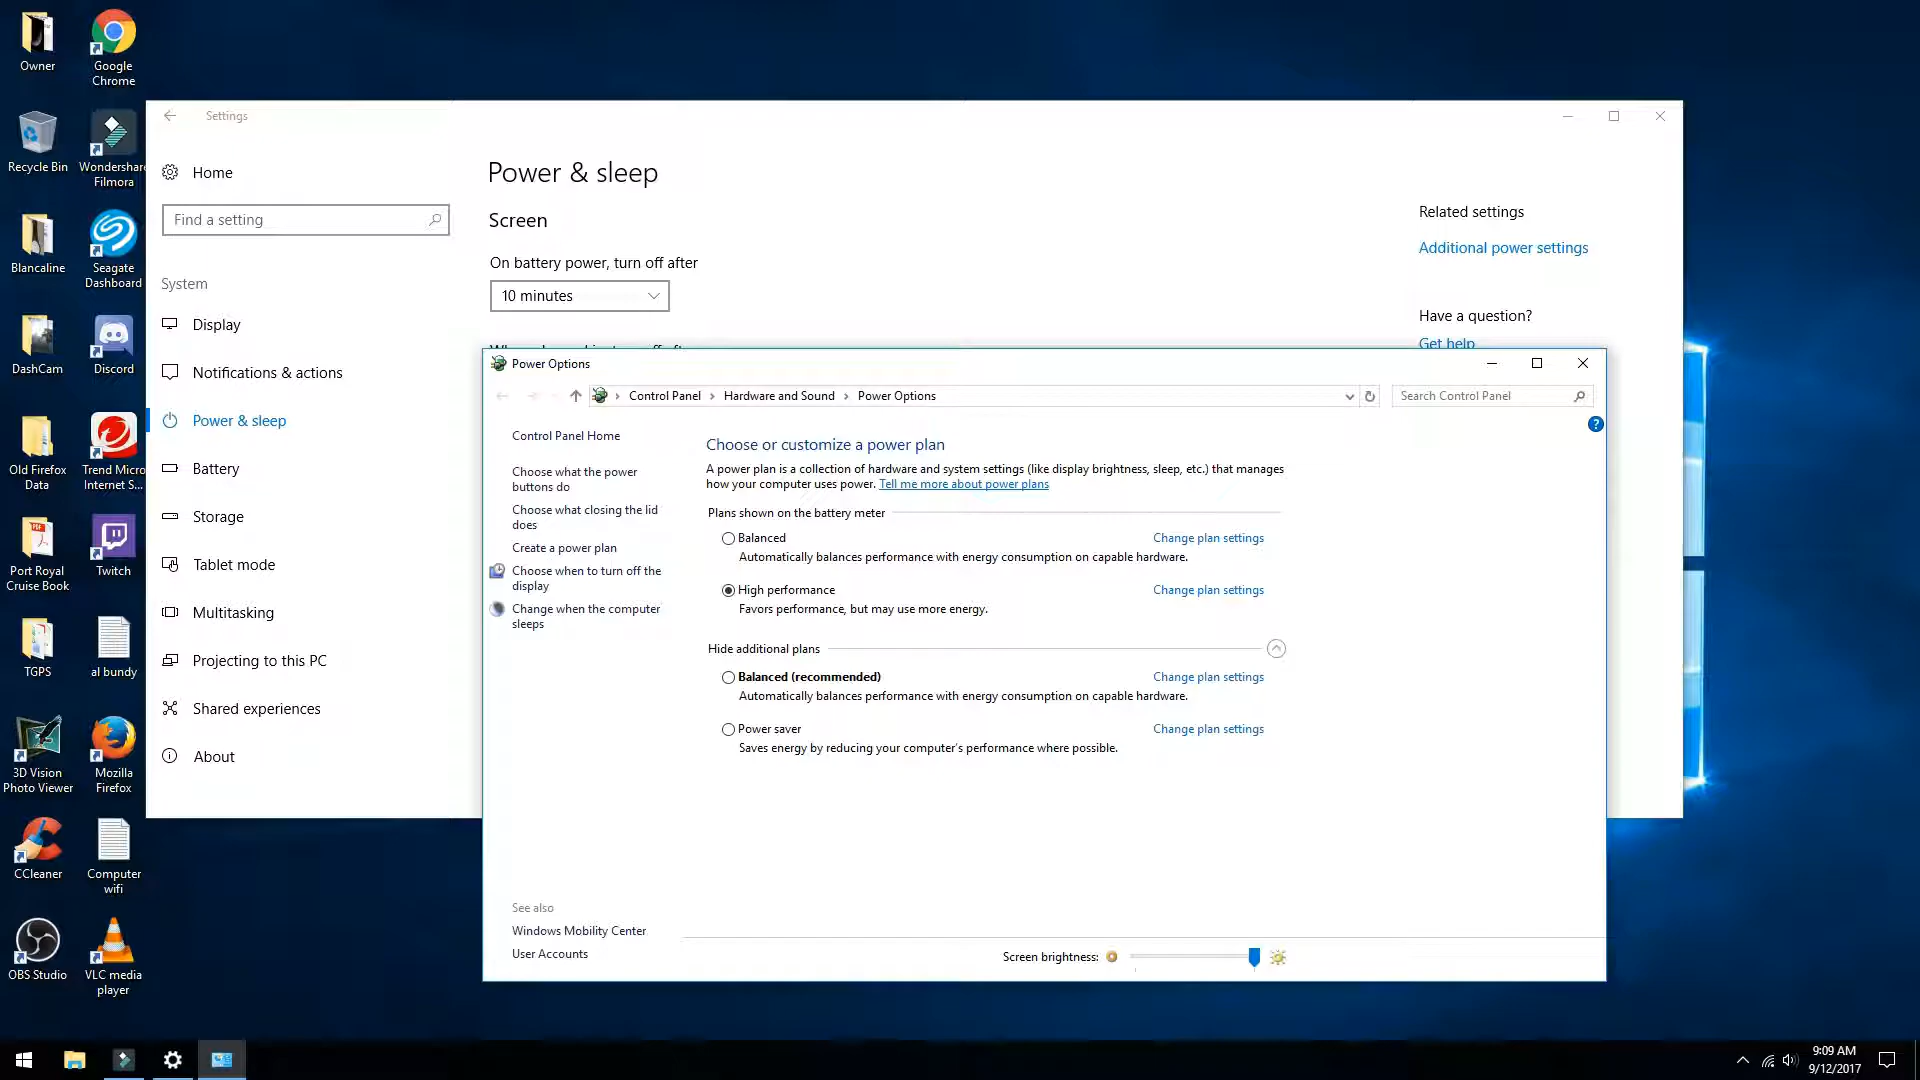 Owner
Google
Chrome
Recycle Bin
Wondershare
Filmora
Blancaline
Seagate
Dashboard
DashCam
Discord
Old Firefox
Data
Trend Micro
Internet S...
Port Royal
Cruise Book
Twitch
TGPS
al bundy
3D Vision
Photo Viewer
Mozilla
Firefox
CCleaner
Computer
wifi
OBS Studio
VLC media
player
Settings
Home
Find a setting
System
Display
Notifications & actions
Power & sleep
Battery
Storage
Tablet mode
Multitasking
Projecting to this PC
Shared experiences
About
Power & sleep
Screen
On battery power, turn off after
10 minutes
Related settings
Additional power settings
Have a question?
Get help
Power Options
Control Panel > Hardware and Sound > Power Options
Search Control Panel
Control Panel Home
Choose what the power
buttons do
Choose what closing the lid
does
Create a power plan
Choose when to turn off the
display
Change when the computer
sleeps
See also
Windows Mobility Center
User Accounts
Choose or customize a power plan
A power plan is a collection of hardware and system settings (like display brightness, sleep, etc.) that manages
how your computer uses power. Tell me more about power plans
Plans shown on the battery meter
Balanced Change plan settings
Automatically balances performance with energy consumption on capable hardware.
High performance Change plan settings
Favors performance, but may use more energy.
Hide additional plans
Balanced (recommended) Change plan settings
Automatically balances performance with energy consumption on capable hardware.
Power saver Change plan settings
Saves energy by reducing your computer's performance where possible.
Screen brightness:
9:09 AM
9/12/2017